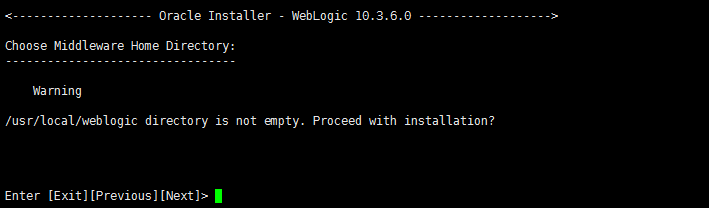 <-------------------- Oracle Installer - WebLogic 10.3.6.0 ------------------->
Choose Middleware Home Directory:
---------------------------------
Warning
/usr/local/weblogic directory is not empty. Proceed with installation?
Enter [Exit][Previous][Next]>